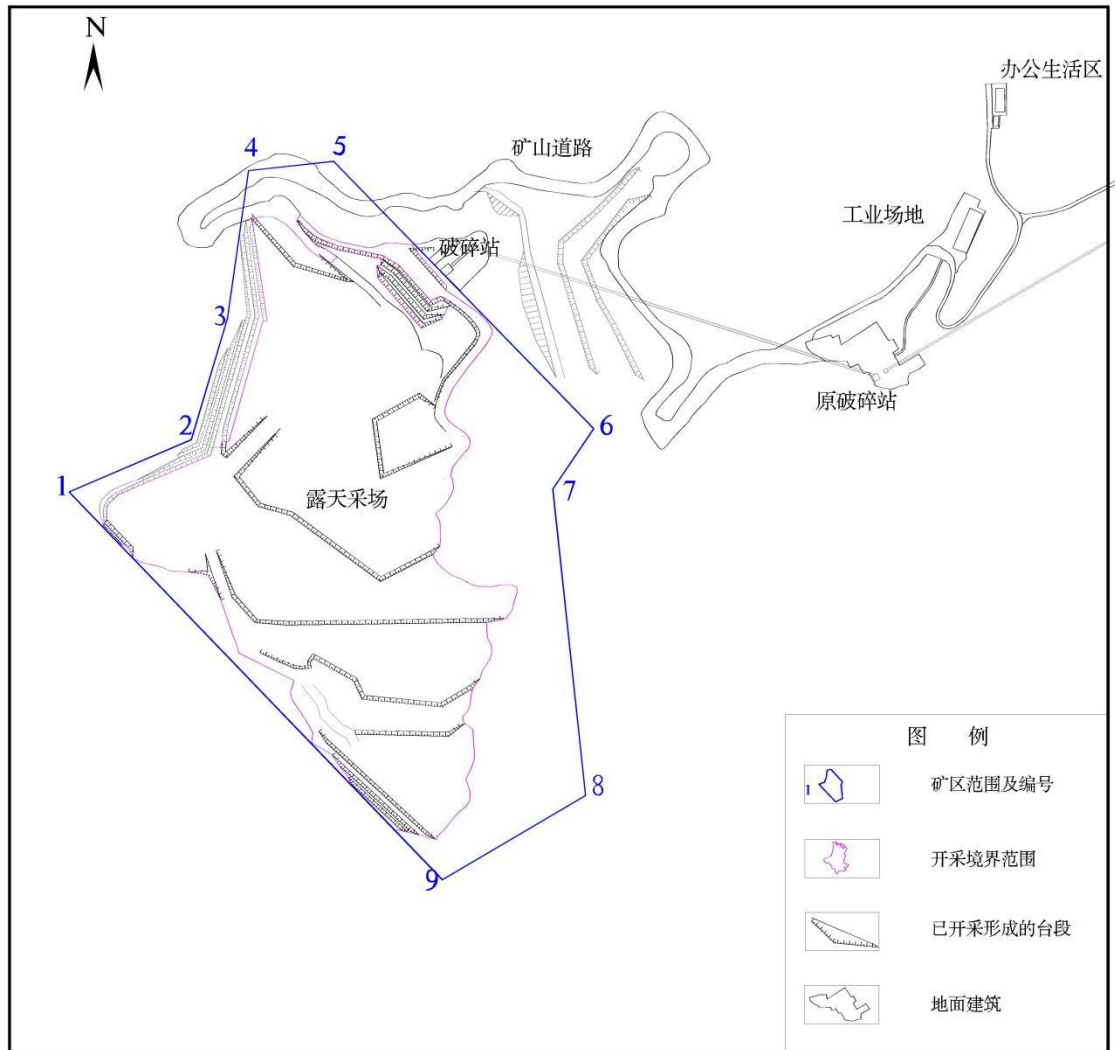 N
办公生活区
矿山道路
4
5
工业场地
破碎站
3
原破碎站
2
6
1
7
露天采场
8
9
图 例
1
矿区范围及编号
开采境界范围
已开采形成的台段
地面建筑